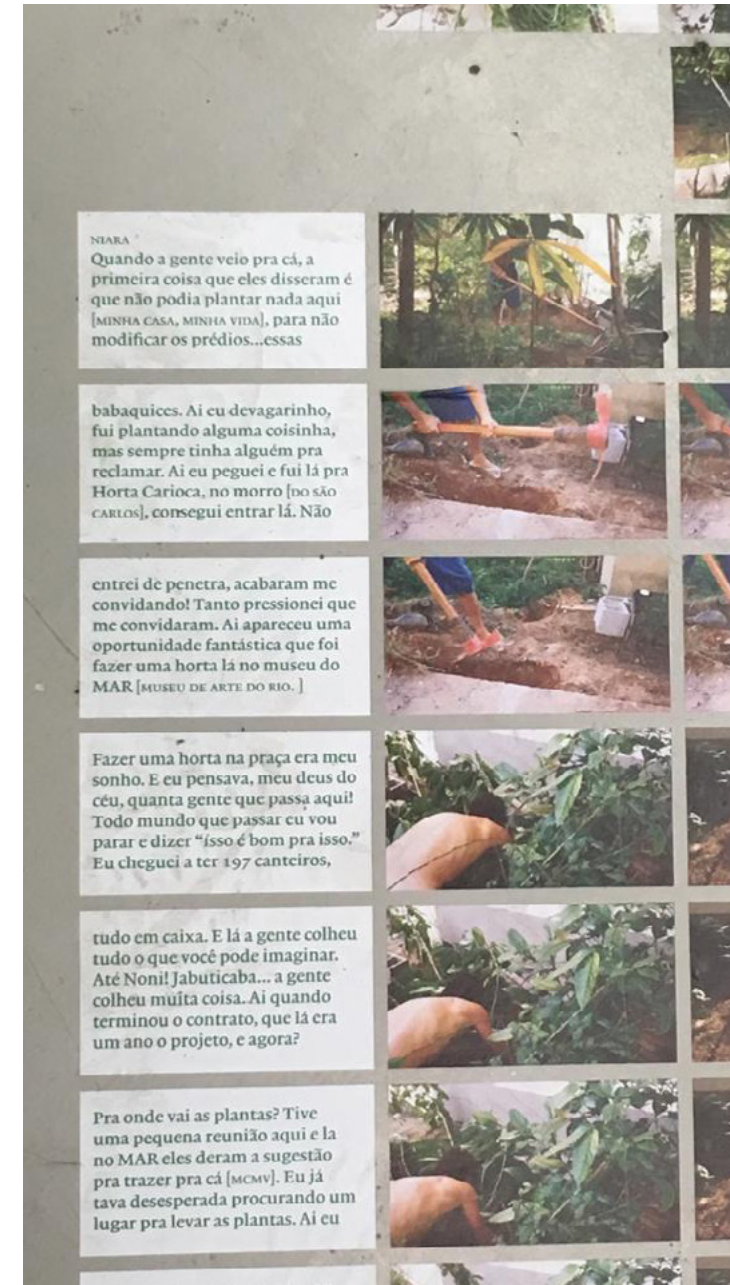 NIARA
Quando a gente veio pra cá, a
primeira coisa que eles disseram é
que não podia plantar nada aqui
[MINHA CASA, MINHA VIDA], para não
modificar os prédios...essas
babaquices. Ai eu devagarinho,
fui plantando alguma coisinha,
mas sempre tinha alguém pra
reclamar. Ai eu peguei e fui lá pra
Horta Carioca, no morro [DO SÃO
CARLOS], consegui entrar lá. Não
entrei de penetra, acabaram me
convidando! Tanto pressionei que
me convidaram. Ai apareceu uma
oportunidade fantástica que foi
fazer uma horta lá no museu do
MAR [MUSEU DE ARTE DO RIO. ]
Fazer uma horta na praça era meu
sonho. E eu pensava, meu deus do
céu, quanta gente que passa aqui!
Todo mundo que passar eu vou
parar e dizer “ísso é bom pra isso.”
Eu cheguei a ter 197 canteiros,
tudo em caixa. E lá a gente colheu
tudo o que você pode imaginar.
Até Noni! Jabuticaba... a gente
colheu muita coisa. Ai quando
terminou o contrato, que lá era
um ano o projeto, e agora?
Pra onde vai as plantas? Tive
uma pequena reunião aqui e la
no MAR eles deram a sugestão
pra trazer pra cá [MCMV]. Eu já
tava desesperada procurando um
lugar pra levar as plantas. Ai eu